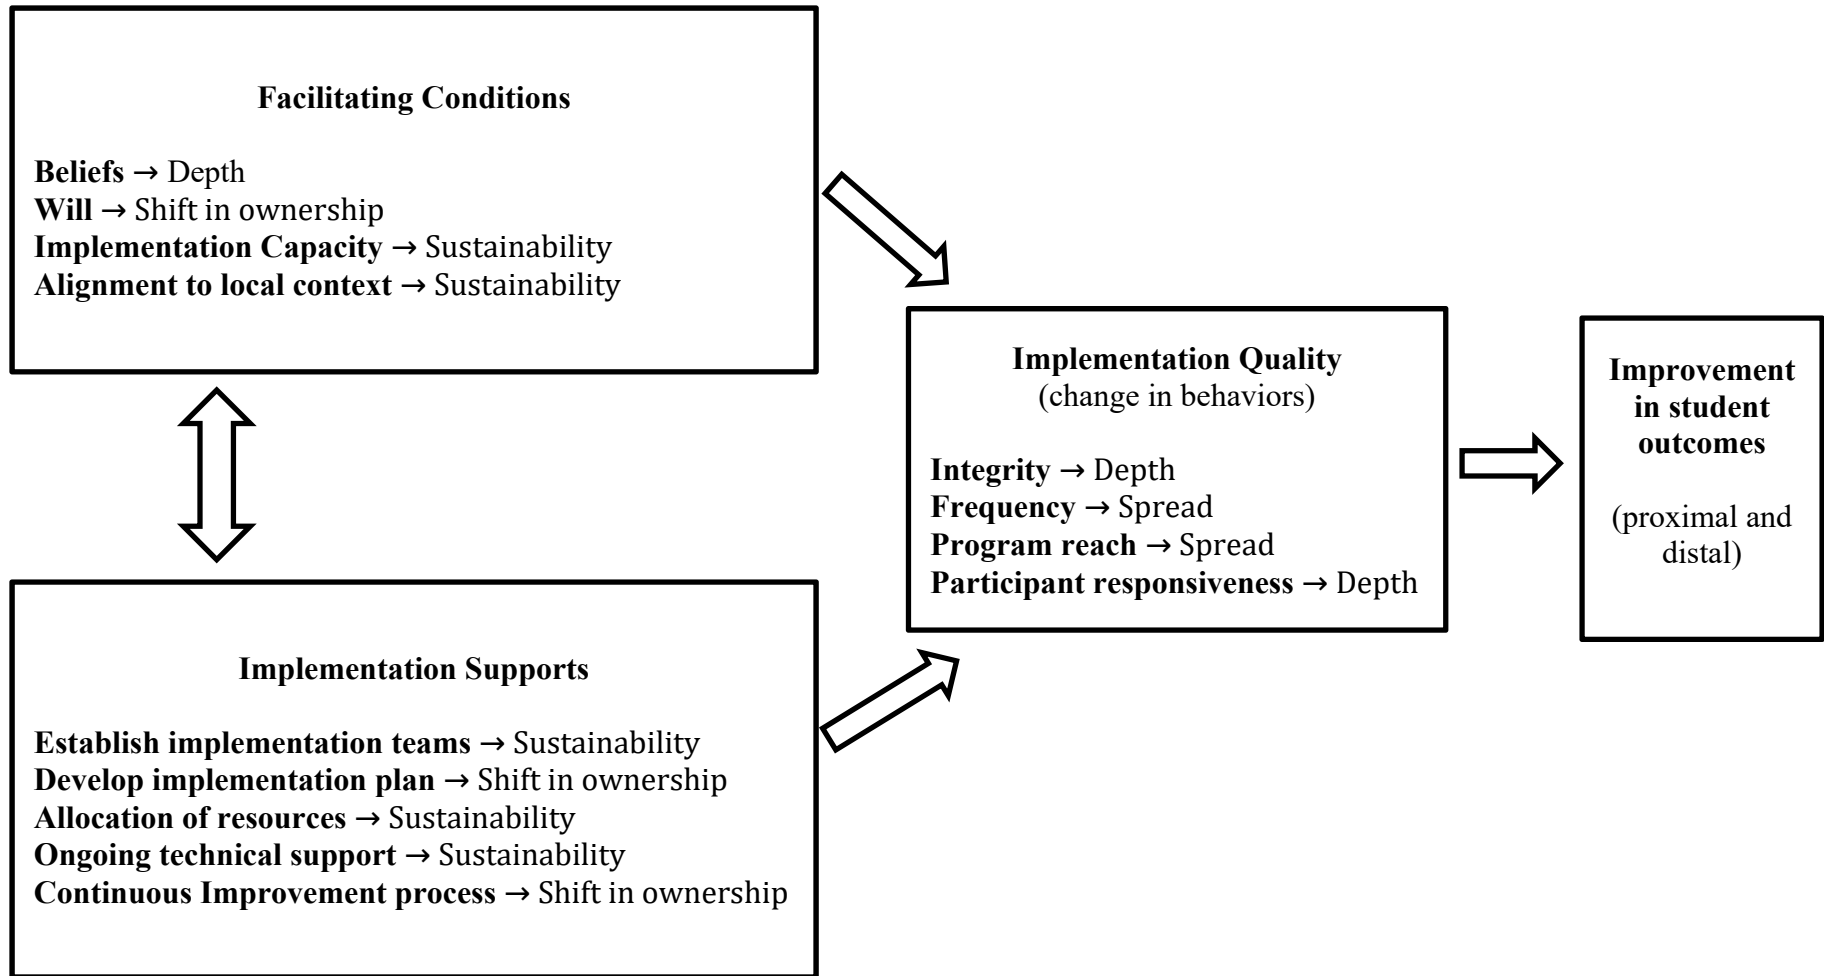 Facilitating Conditions
Beliefs → Depth
Will → Shift in ownership
Implementation Capacity → Sustainability
Alignment to local context → Sustainability
Implementation Supports
Establish implementation teams → Sustainability
Develop implementation plan → Shift in ownership
Allocation of resources → Sustainability
Ongoing technical support → Sustainability
Continuous Improvement process → Shift in ownership
Implementation Quality
(change in behaviors)
Integrity → Depth
Frequency → Spread
Program reach → Spread
Participant responsiveness → Depth
Improvement
in student
outcomes
(proximal and
distal)